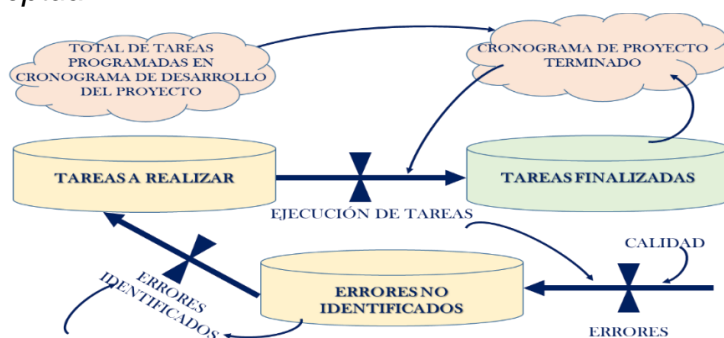 TOTAL DE TAREAS
PROGRAMADAS EN
CRONOGRAMA DE DESARROLLO
DEL PROYECTO
CRONOGRAMA DE PROYECTO
TERMINADO
TAREAS A REALIZAR
TAREAS FINALIZADAS
EJECUCIÓN DE TAREAS
CALIDAD
ERRORES
IDENTIFICADOS
ERRORES NO
IDENTIFICADOS
ERRORES